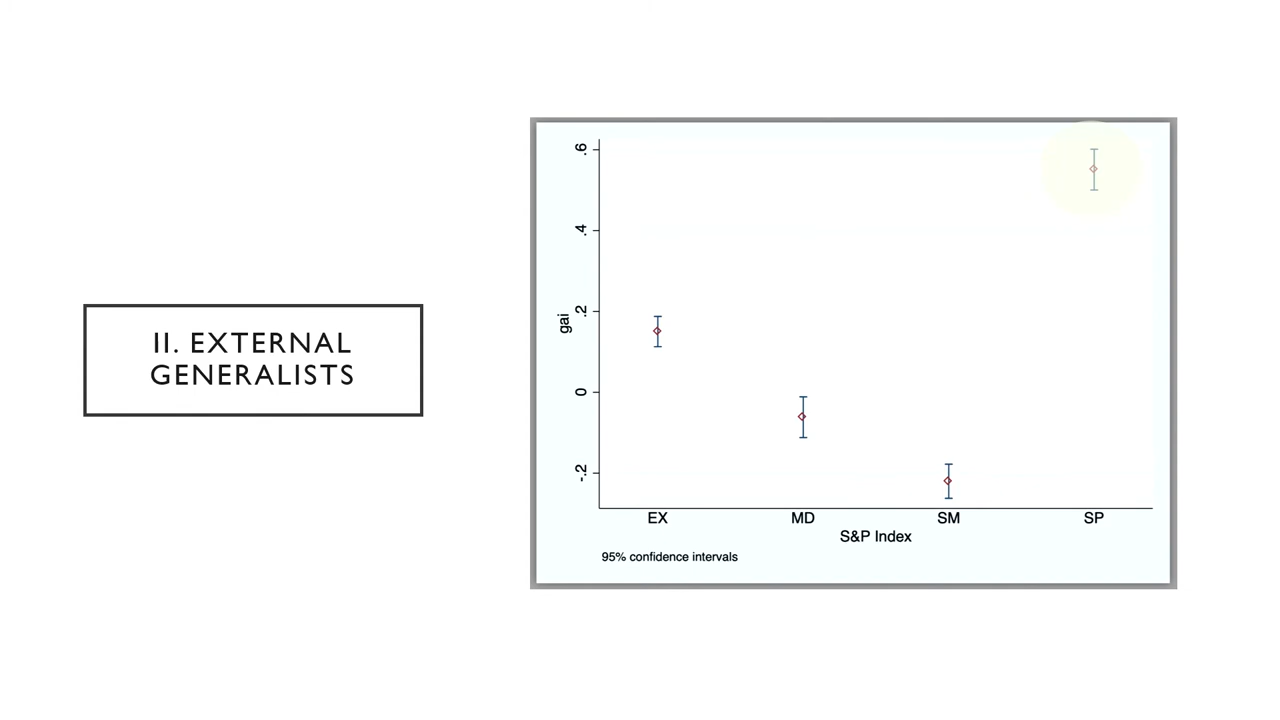 II. EXTERNAL
GENERALISTS
.6
.4
.2
0
-.2
gai
EX MD SM SP
S&P Index
95% confidence intervals